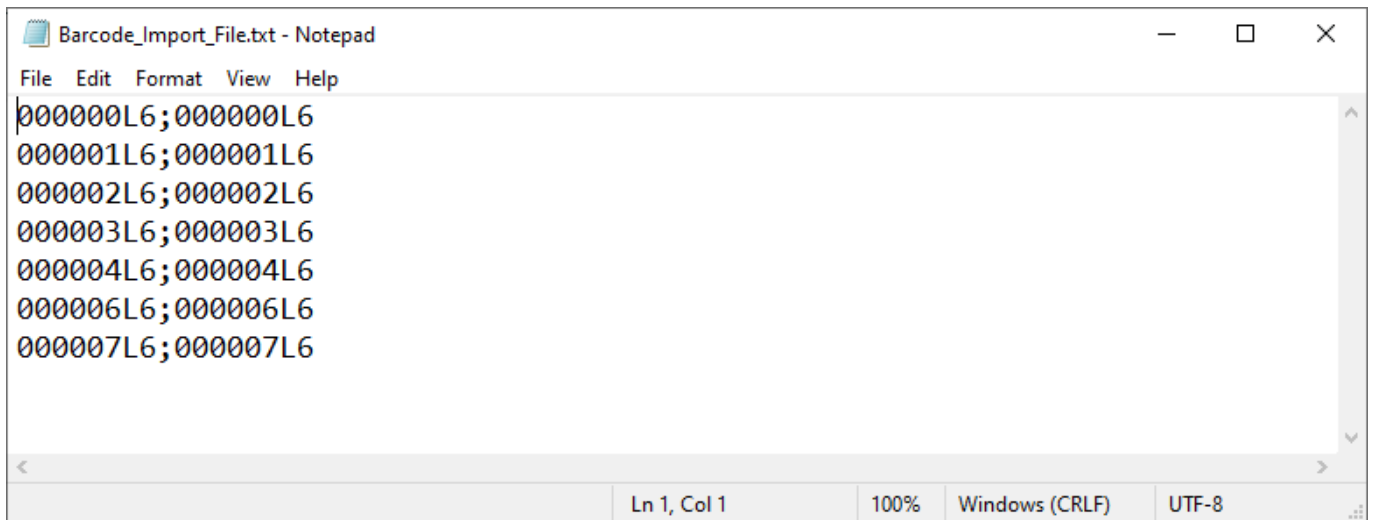 Barcode_Import_File.txt - Notepad
File Edit Format View Help
000000L6;000000L6
000001L6;000001L6
000002L6;000002L6
000003L6;000003L6
000004L6;000004L6
000006L6;000006L6
000007L6;000007L6
Ln 1, Col 1 100% Windows (CRLF) UTF-8